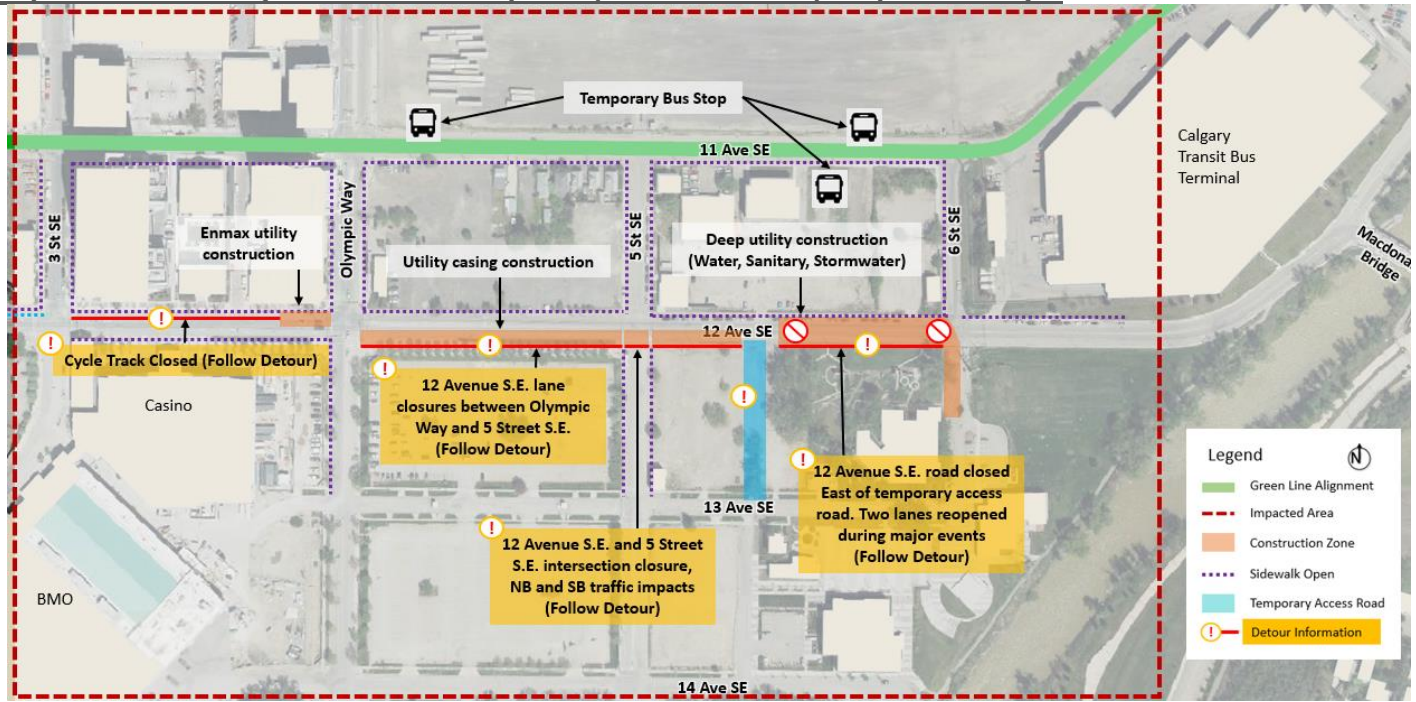 Temporary Bus Stop
11 Ave SE
Calgary
Transit Bus
Terminal
3 St SE
Enmax utility
construction
Olympic Way
Utility casing construction
5 St SE
Deep utility construction
(Water, Sanitary, Stormwater)
6 St SE
Bridge
12 Ave SE
!
!
Cycle Track Closed (Follow Detour)
Casino
!
!
12 Avenue S.E. lane
closures between Olympic
Way and 5 Street S.E.
(Follow Detour)
!
!
!
12 Avenue S.E. road closed
East of temporary access
road. Two lanes reopened
during major events
(Follow Detour)
13 Ave SE
!
12 Avenue S.E. and 5 Street
S.E. intersection closure,
NB and SB traffic impacts
(Follow Detour)
BMO
14 Ave SE
Legend
N
Green Line Alignment
Impacted Area
Construction Zone
Sidewalk Open
Temporary Access Road
! Detour Information